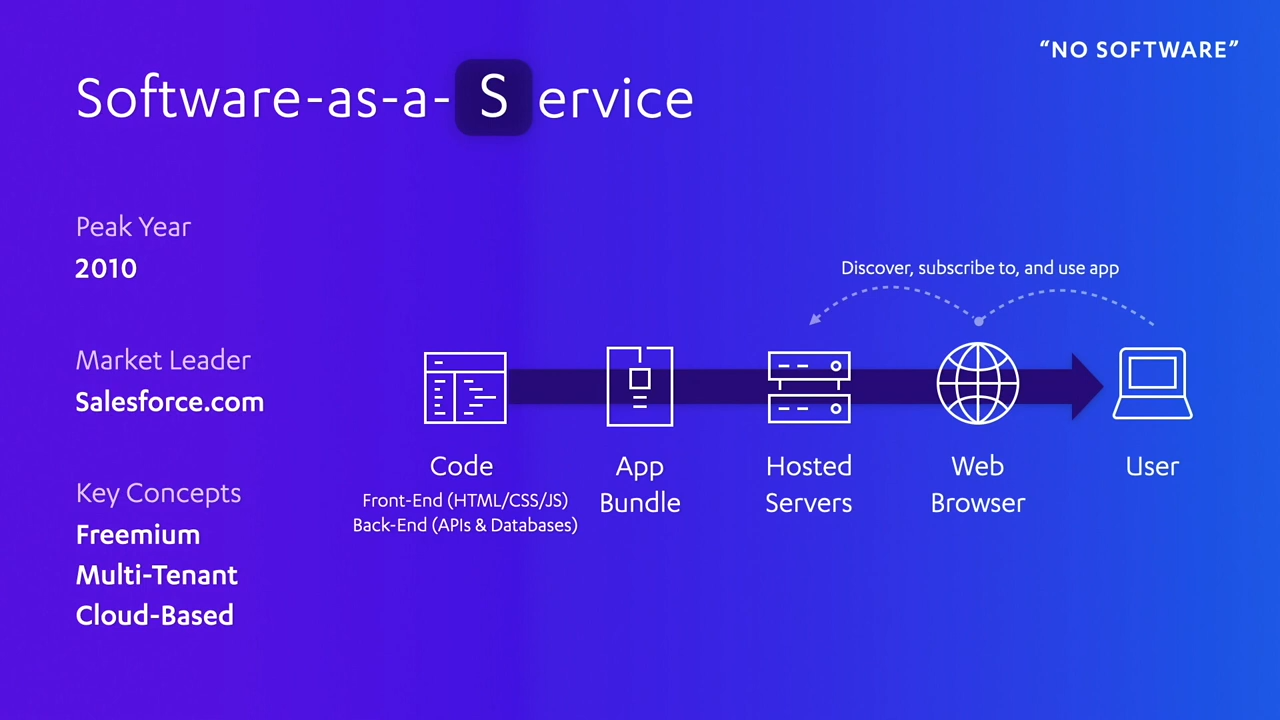 “NO SOFTWARE”
Software-as-a-Service
Peak Year
2010
Market Leader
Salesforce.com
Key Concepts
Freemium
Multi-Tenant
Cloud-Based
Discover, subscribe to, and use app
Code
Front-End (HTML/CSS/JS)
Back-End (APIs & Databases)
App
Bundle
Hosted
Servers
Web
Browser
User